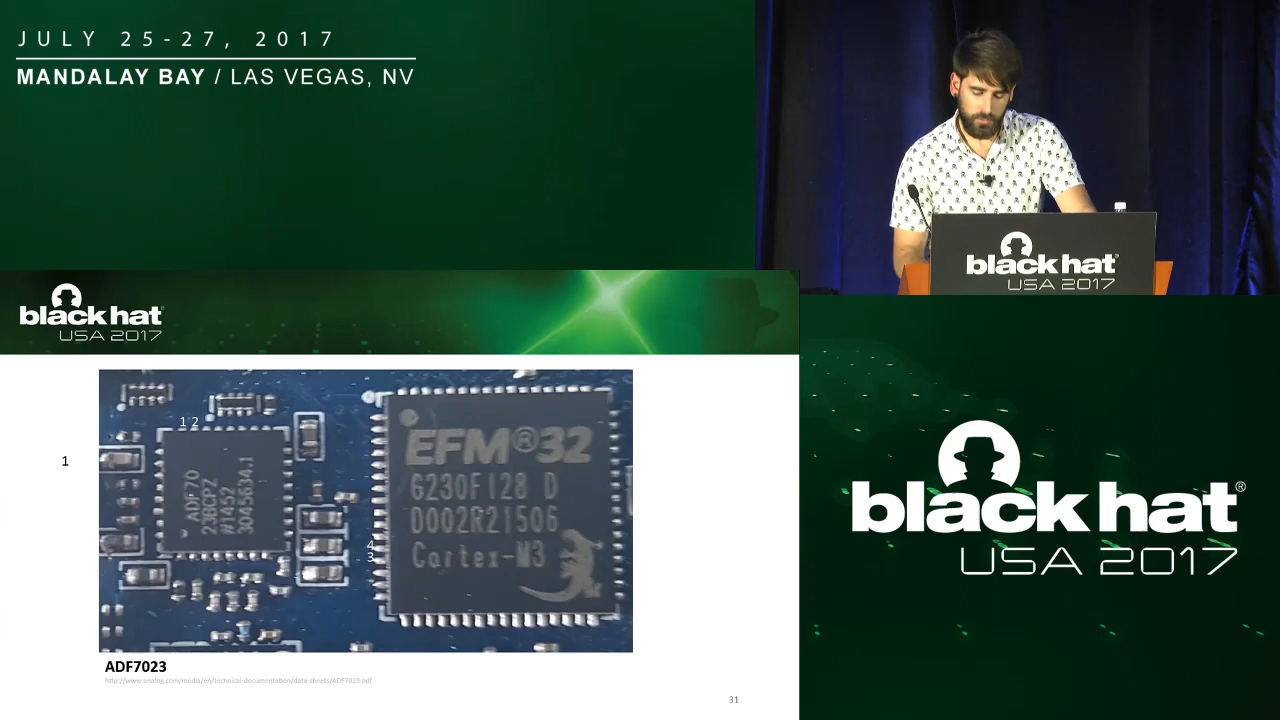 JULY 25-27, 2017
MANDALAY BAY / LAS VEGAS, NV
black hat®
USA 2017
black hat
USA 2017
1 2
1
ADF70
23BCPZ
#1452
3045634.1
EFM®32
G230F128 D
D002R21506
Cortex-M3
4
3
ADF7023
http://www.analog.com/media/en/technical-documentation/data-sheets/ADF7023.pdf
31
black hat®
USA 2017